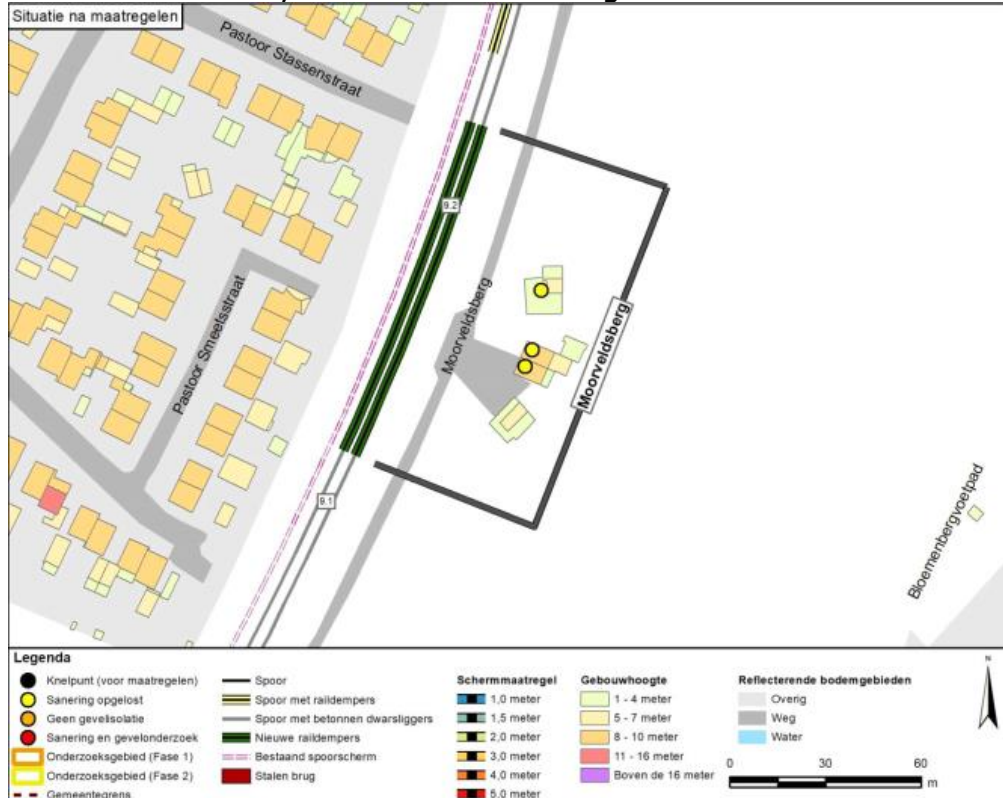 Situatie na maatregelen
Pastoor Stassenstraat
9.2
Moorveldsberg
Pastoor Smeetsstraat
Moorveldsberg
9.1
Bloemenbergvoetpad
Legenda
Knelpunt (voor maatregelen)
Sanering opgelost
Geen gevelisolatie
Sanering en gevelonderzoek
Onderzoeksgebied (Fase 1)
Onderzoeksgebied (Fase 2)
Gemeentegrens
Spoor
Spoor met raildempers
Spoor met betonnen dwarsliggers
Nieuwe raildempers
Bestaand spoorscherm
Stalen brug
Schermmaatregel
1,0 meter
1,5 meter
2,0 meter
3,0 meter
4,0 meter
5,0 meter
Gebouwhoogte
1 - 4 meter
5 - 7 meter
8 - 10 meter
11 - 16 meter
Boven de 16 meter
Reflecterende bodemgebieden
Overig
Weg
Water
N
0 30 60
m